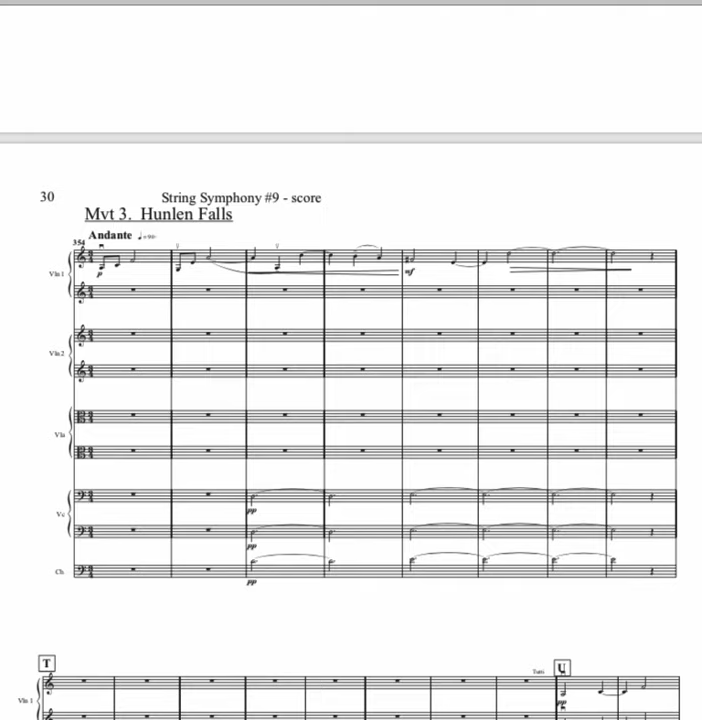 30
String Symphony #9 - score
Mvt 3. Hunlen Falls
Andante
354
Vln 1
p
mf
Vln 2
Vla
Vc
pp
pp
Cb
pp
T
U
Tutti
Vln 1
pp